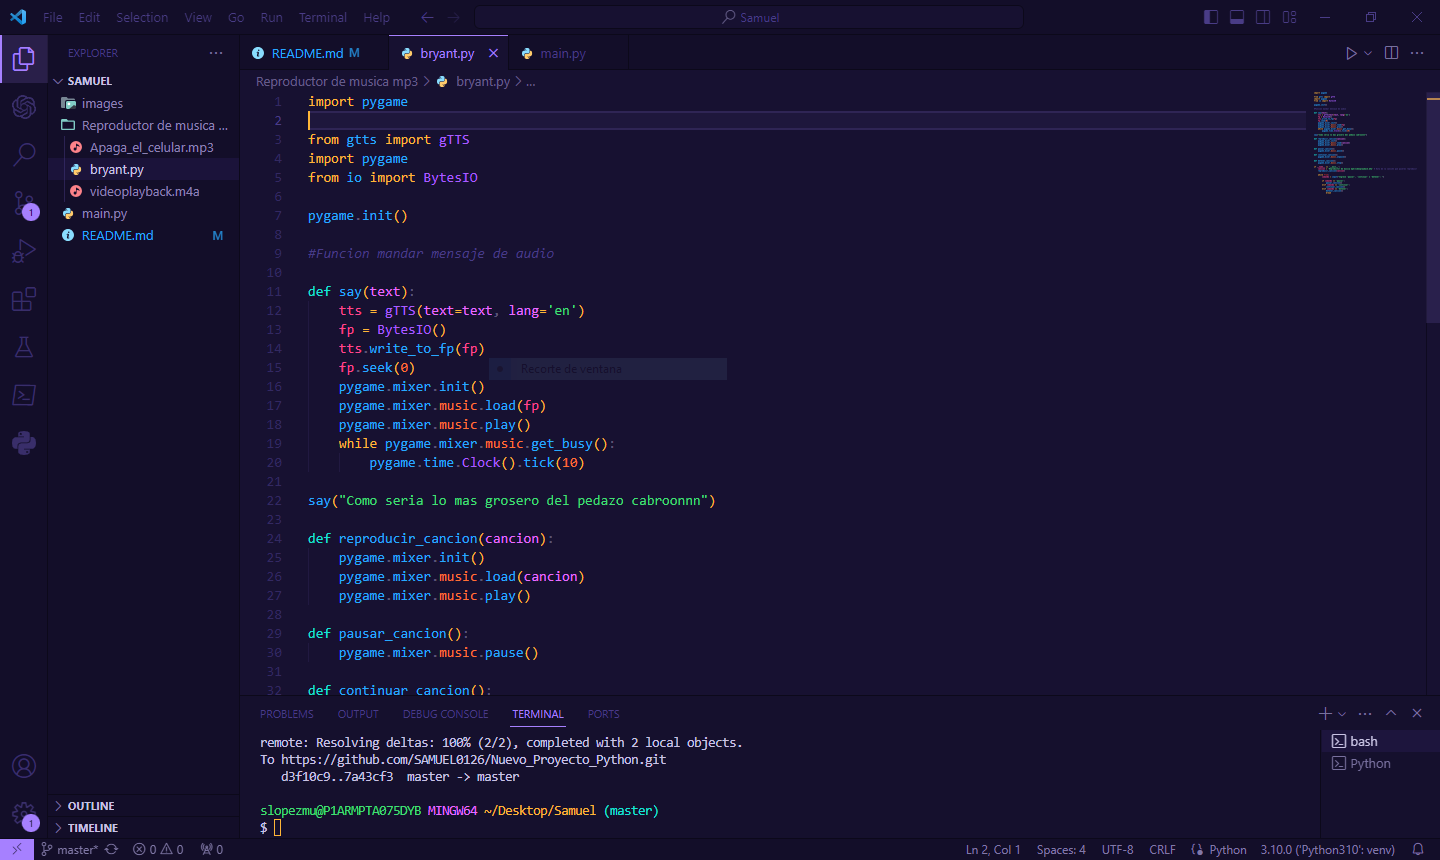 File Edit Selection View Go Run Terminal Help Samuel
EXPLORER
SAMUEL
images
Reproductor de musica ...
Apaga_el_celular.mp3
bryant.py
videoplayback.m4a
main.py
README.md M
OUTLINE
TIMELINE
README.md M bryant.py main.py
Reproductor de musica mp3 > bryant.py > ...
1 import pygame
2
3 from gtts import gTTS
4 import pygame
5 from io import BytesIO
6
7 pygame.init()
8
9 #Funcion mandar mensaje de audio
10
11 def say(text):
12 tts = gTTS(text=text, lang='en')
13 fp = BytesIO()
14 tts.write_to_fp(fp)
15 fp.seek(0)
Recorte de ventana
16 pygame.mixer.init()
17 pygame.mixer.music.load(fp)
18 pygame.mixer.music.play()
19 while pygame.mixer.music.get_busy():
20 pygame.time.Clock().tick(10)
21
22 say("Como seria lo mas grosero del pedazo cabroonnn")
23
24 def reproducir_cancion(cancion):
25 pygame.mixer.init()
26 pygame.mixer.music.load(cancion)
27 pygame.mixer.music.play()
28
29 def pausar_cancion():
30 pygame.mixer.music.pause()
31
32 def continuar_cancion():
PROBLEMS OUTPUT DEBUG CONSOLE TERMINAL PORTS
remote: Resolving deltas: 100% (2/2), completed with 2 local objects.
To https://github.com/SAMUEL0126/Nuevo_Proyecto_Python.git
d3f10c9..7a43cf3 master -> master
slopezmu@P1ARMPTA075DYB MINGW64 ~/Desktop/Samuel (master)
$
bash
Python
1
1
master* 0 0 0 Ln 2, Col 1 Spaces: 4 UTF-8 CRLF Python 3.10.0 ('Python310': venv)